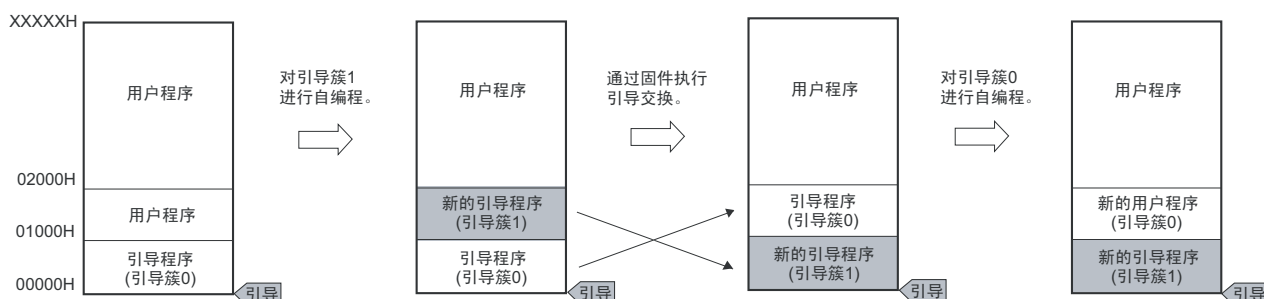 XXXXXH
用户程序
02000H
用户程序
01000H
引导程序
(引导簇0)
00000H
引导
对引导簇1
进行自编程。
用户程序
新的引导程序
(引导簇1)
引导程序
(引导簇0)
引导
通过固件执行
引导交换。
用户程序
引导程序
(引导簇0)
新的引导程序
(引导簇1)
引导
对引导簇0
进行自编程。
用户程序
新的用户程序
(引导簇0)
新的引导程序
(引导簇1)
引导